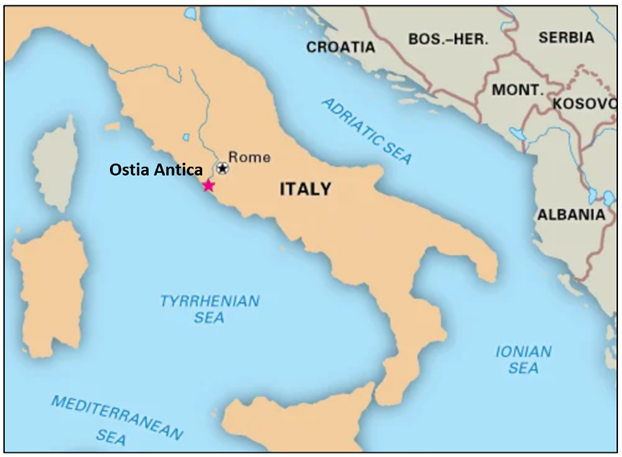 CROATIA
BOS.–HER.
SERBIA
MONT.
KOSOVO
ADRIATIC SEA
Rome
Ostia Antica
ITALY
ALBANIA
TYRRHENIAN
SEA
IONIAN
SEA
MEDITERRANEAN
SEA